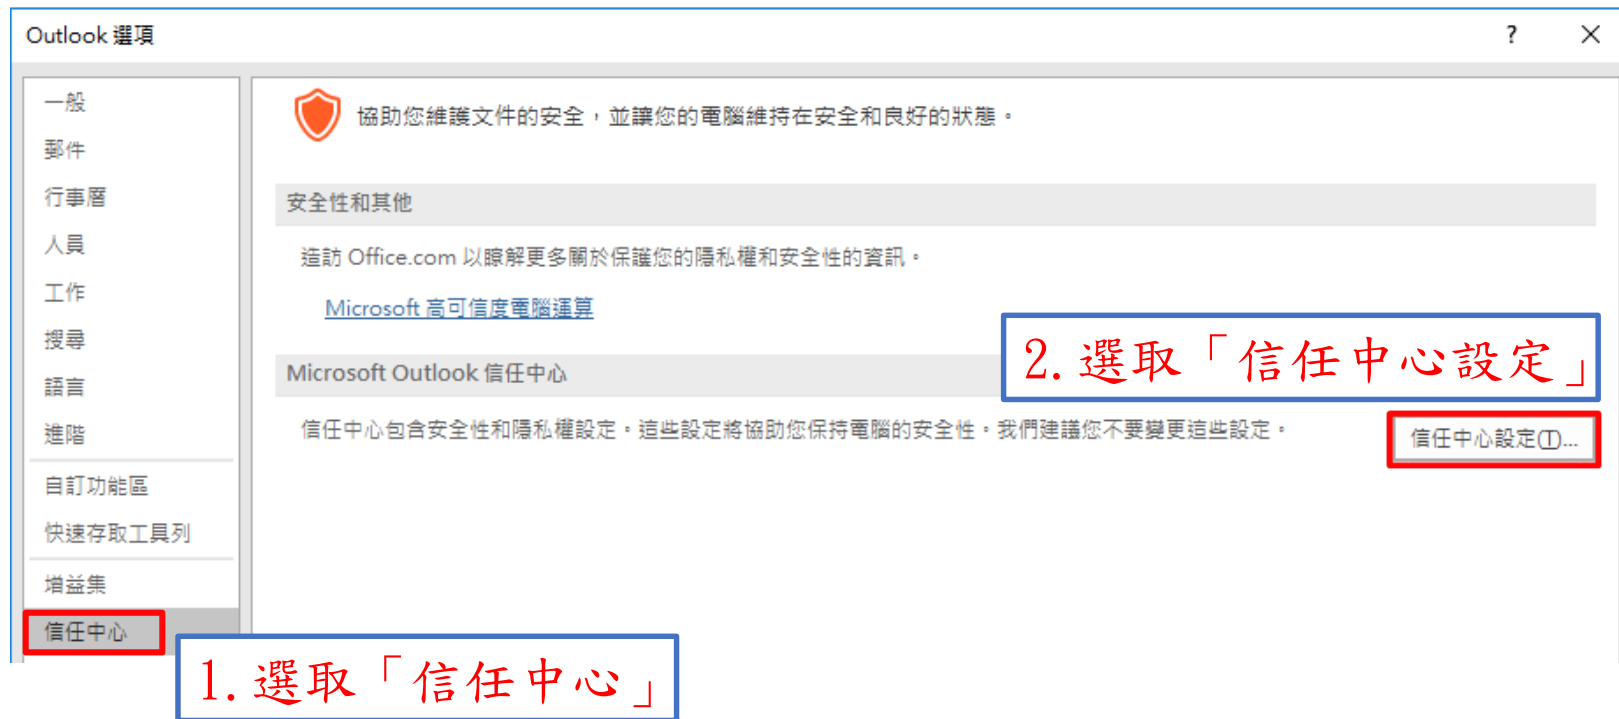 Outlook 選項
?
一般
郵件
行事曆
人員
工作
搜尋
語言
進階
自訂功能區
快速存取工具列
增益集
信任中心
1.選取「信任中心」
協助您維護文件的安全，並讓您的電腦維持在安全和良好的狀態。
安全性和其他
造訪 Office.com 以瞭解更多關於保護您的隱私權和安全性的資訊。
Microsoft 高可信度電腦運算
Microsoft Outlook 信任中心
2.選取「信任中心設定」
信任中心包含安全性和隱私權設定。這些設定將協助您保持電腦的安全性。我們建議您不要變更這些設定。
信任中心設定(T)...